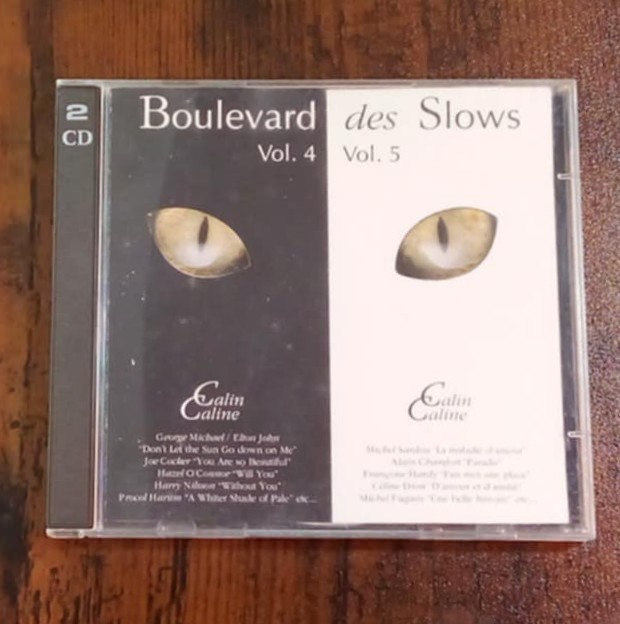 2
CD
Boulevard des Slows
Vol. 4 Vol. 5
Calin
Caline
George Michael / Elton John
"Don't Let the Sun Go down on Me"
Joe Cocker "You Are so Beautiful"
Hazel O'Connor "Will You"
Harry Nilsson "Without You"
Procol Harum "A Whiter Shade of Pale" etc...
Calin
Caline
Michel Sardou "La maladie d'amour"
Alain Chamfort "Paradis"
Françoise Hardy "Fais-moi une place"
Céline Dion "D'amour et d'amitié"
Michel Fugain "Une belle histoire" etc...